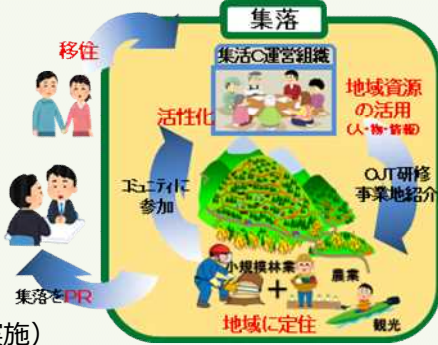 集落
移住
集活C運営組織
活性化
地域資源
の活用
(人・物・情報)
コミュニティに
参加
OJT研修
事業地紹介
小規模林業
農業
+
集落をPR
地域に定住
観光
実施)